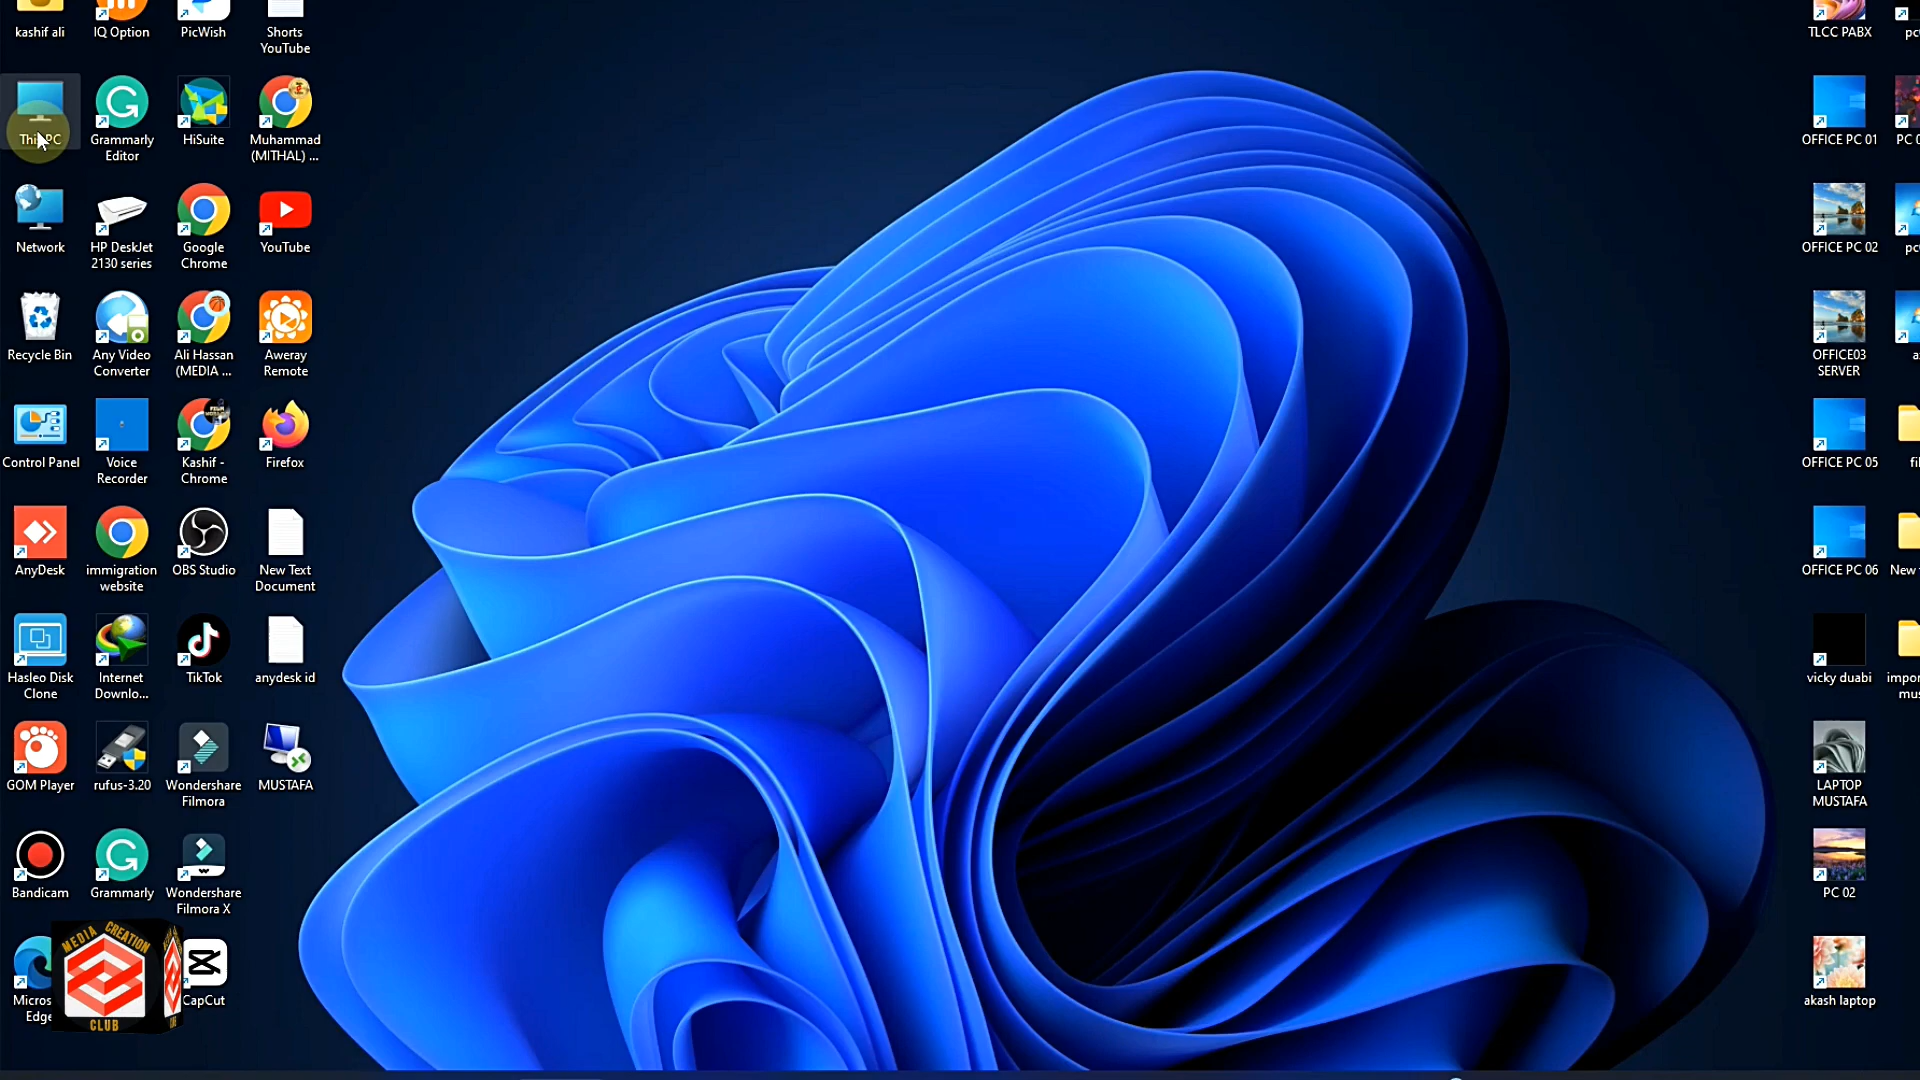 kashif ali
IQ Option
PicWish
Shorts
YouTube
TLCC PABX
This PC
Grammarly
Editor
HiSuite
Muhammad
(MITHAL) ...
OFFICE PC 01
Network
HP DeskJet
2130 series
Google
Chrome
YouTube
OFFICE PC 02
Recycle Bin
Any Video
Converter
Ali Hassan
(MEDIA ...
Aweray
Remote
OFFICE03
SERVER
Control Panel
Voice
Recorder
Kashif -
Chrome
Firefox
OFFICE PC 05
AnyDesk
immigration
website
OBS Studio
New Text
Document
OFFICE PC 06
New
Hasleo Disk
Clone
Internet
Downlo...
TikTok
anydesk id
vicky duabi
GOM Player
rufus-3.20
Wondershare
Filmora
MUSTAFA
LAPTOP
MUSTAFA
Bandicam
Grammarly
Wondershare
Filmora X
PC 02
Micros
Edge
MEDIA CREATION
CLUB
CapCut
akash laptop